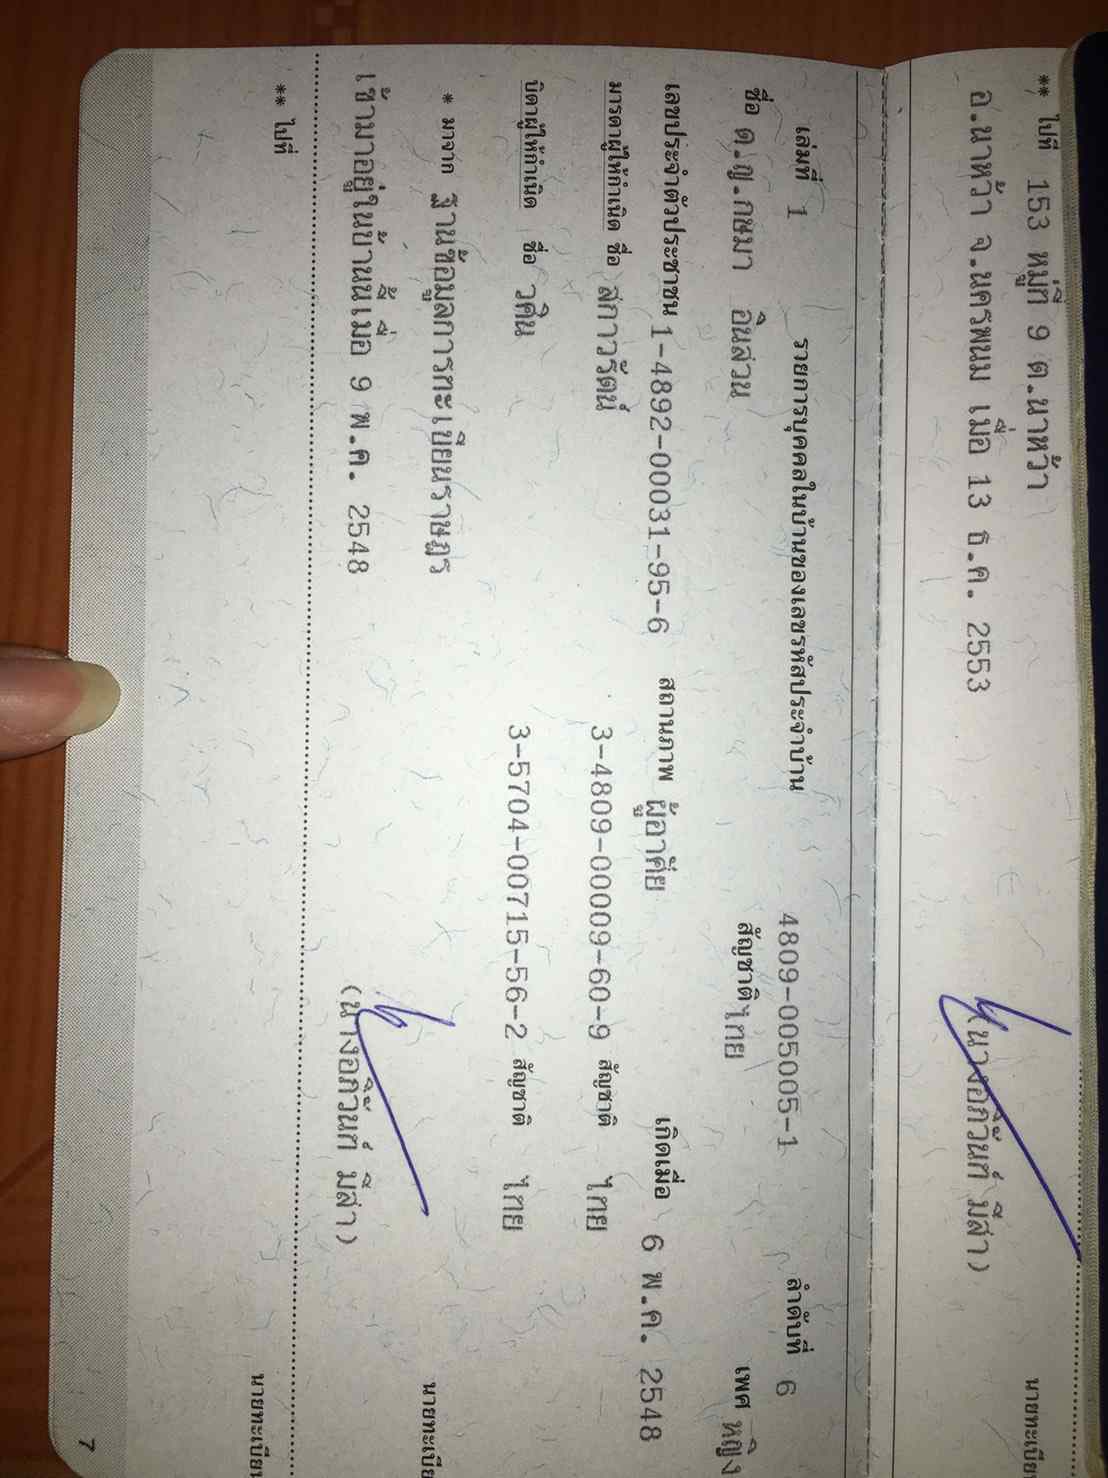 ** ไปที่ 153 หมู่ที่ 9 ต.นาหว้า
อ.นาหว้า จ.นครพนม เมื่อ 13 ธ.ค. 2553
(นางอภิวันท์ มีสา)
นายทะเบียน
เล่มที่ 1 รายการบุคคลในบ้านของเลขรหัสประจำบ้าน 4809-005005-1 ลำดับที่ 6
ชื่อ ด.ญ.กษมา อินส่วน สัญชาติ ไทย เพศ หญิง
เลขประจำตัวประชาชน 1-4892-00031-95-6 สถานภาพ ผู้อาศัย เกิดเมื่อ 6 พ.ค. 2548
มารดาผู้ให้กำเนิด ชื่อ สภาวรัตน์ 3-4809-00009-60-9 สัญชาติ ไทย
บิดาผู้ให้กำเนิด ชื่อ วศิน 3-5704-00715-56-2 สัญชาติ ไทย
* มาจาก ฐานข้อมูลการทะเบียนราษฎร
นายทะเบียน
เข้ามาอยู่ในบ้านนี้เมื่อ 9 พ.ค. 2548
(นางอภิวันท์ มีสา)
** ไปที่
นายทะเบียน
7